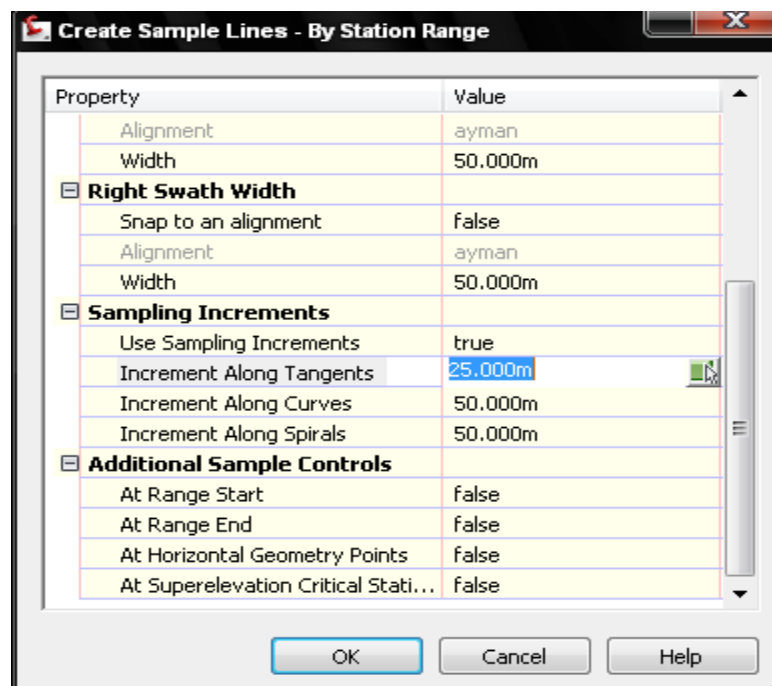 Create Sample Lines - By Station Range
Property Value
Alignment ayman
Width 50.000m
Right Swath Width
Snap to an alignment false
Alignment ayman
Width 50.000m
Sampling Increments
Use Sampling Increments true
Increment Along Tangents 25.000m
Increment Along Curves 50.000m
Increment Along Spirals 50.000m
Additional Sample Controls
At Range Start false
At Range End false
At Horizontal Geometry Points false
At Superelevation Critical Stati... false
OK Cancel Help